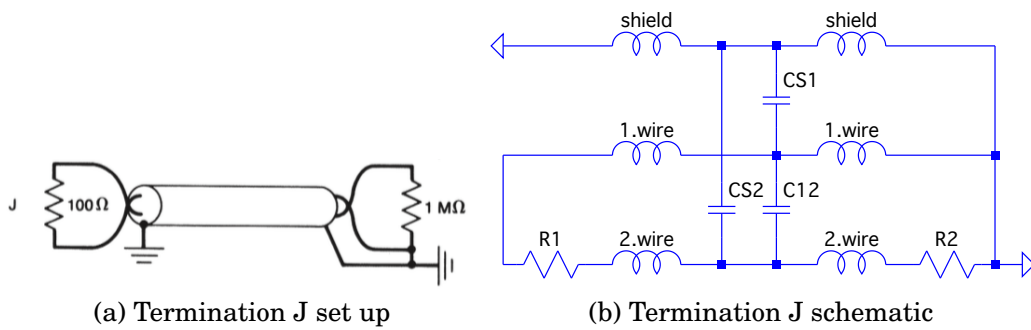 shield shield
CS1
1.wire 1.wire
J 100Ω 1 MΩ
CS2 C12
R1 2.wire 2.wire R2
(a) Termination J set up (b) Termination J schematic